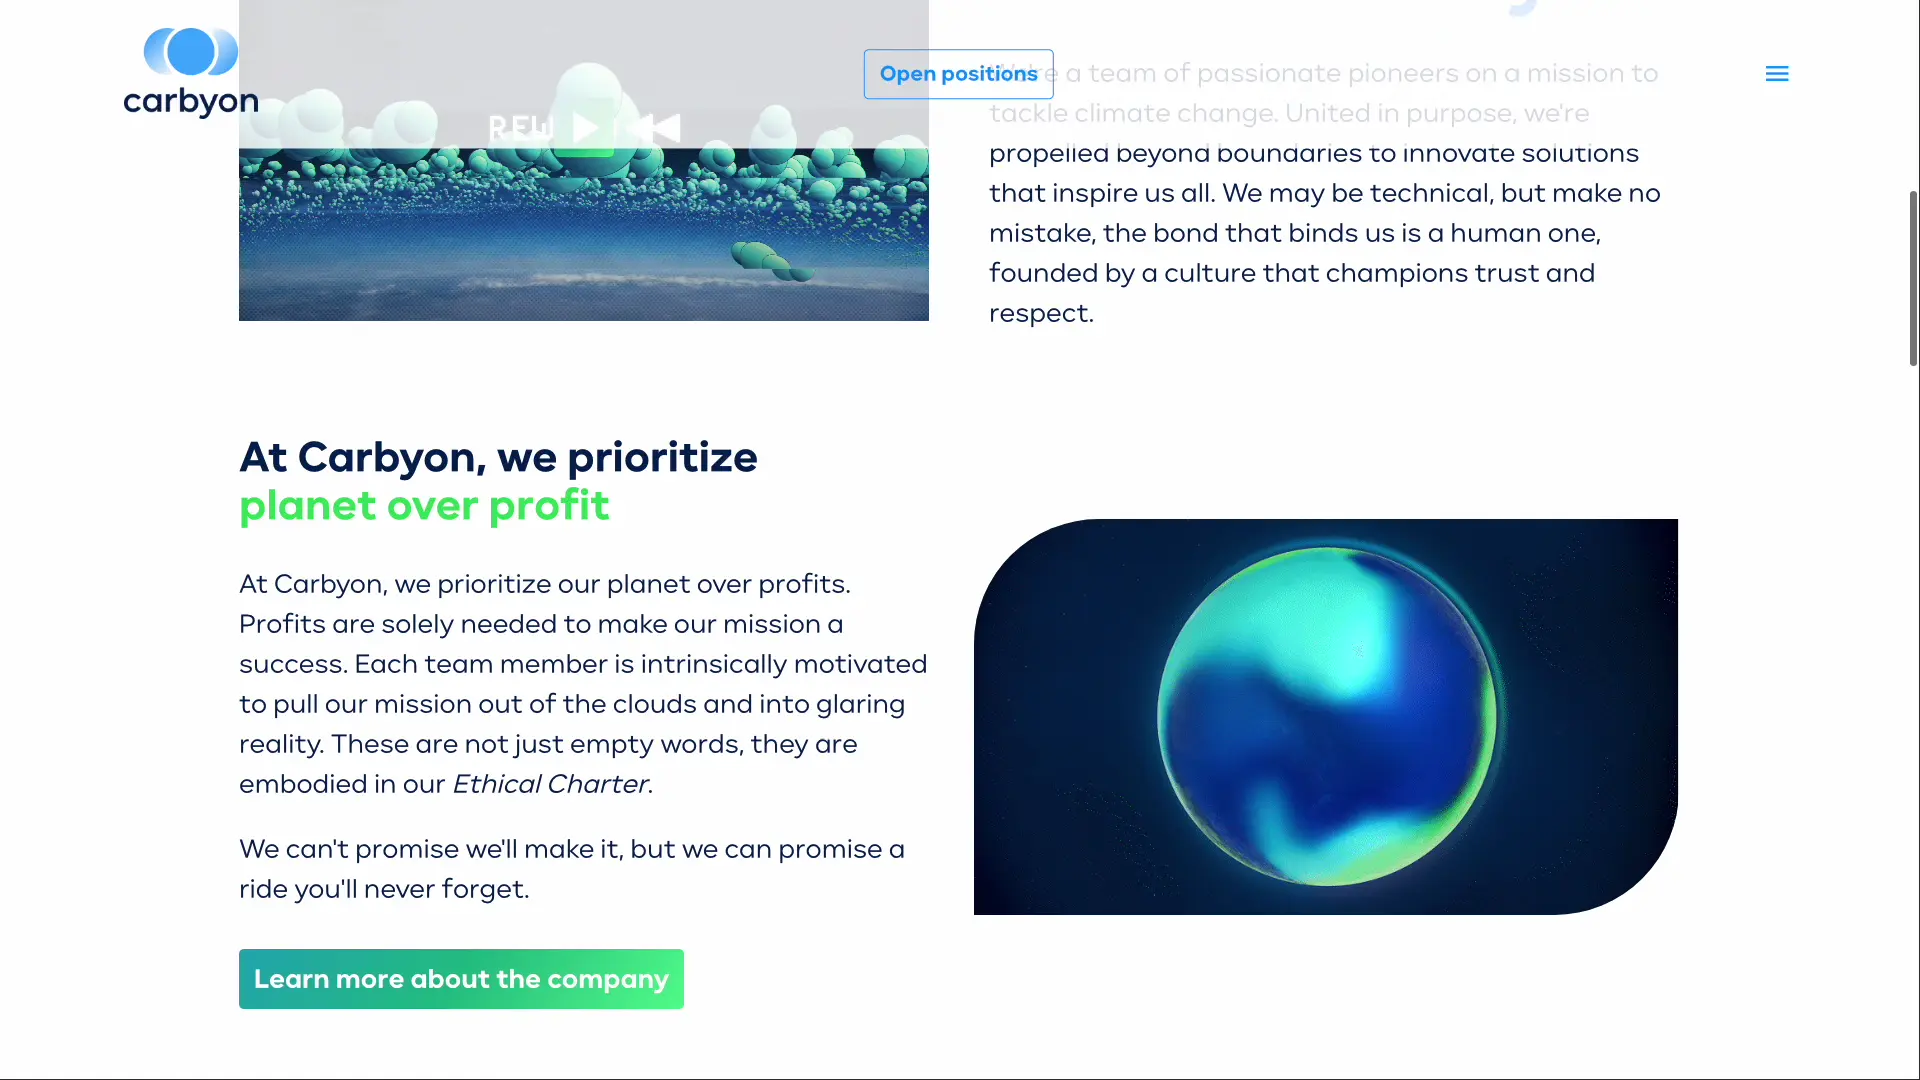 carbyon
Open positions
REW
We're a team of passionate pioneers on a mission to
tackle climate change. United in purpose, we're
propelled beyond boundaries to innovate solutions
that inspire us all. We may be technical, but make no
mistake, the bond that binds us is a human one,
founded by a culture that champions trust and
respect.
At Carbyon, we prioritize
planet over profit
At Carbyon, we prioritize our planet over profits.
Profits are solely needed to make our mission a
success. Each team member is intrinsically motivated
to pull our mission out of the clouds and into glaring
reality. These are not just empty words, they are
embodied in our Ethical Charter.
We can't promise we'll make it, but we can promise a
ride you'll never forget.
Learn more about the company